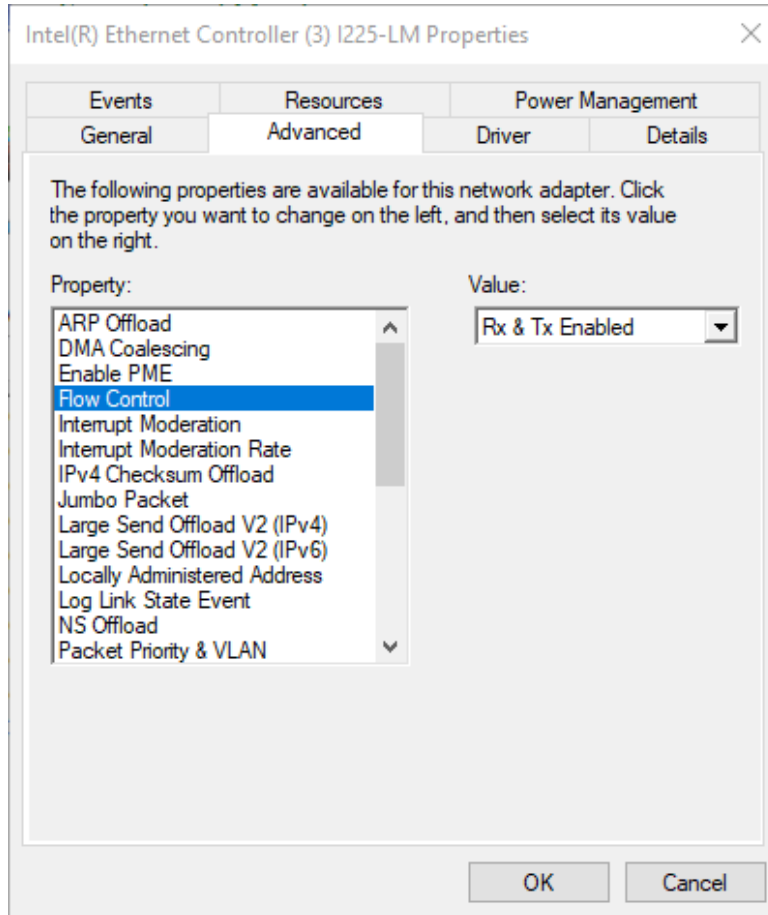 Intel(R) Ethernet Controller (3) I225-LM Properties
Events Resources Power Management
General Advanced Driver Details
The following properties are available for this network adapter. Click
the property you want to change on the left, and then select its value
on the right.
Property: Value:
ARP Offload Rx & Tx Enabled
DMA Coalescing
Enable PME
Flow Control
Interrupt Moderation
Interrupt Moderation Rate
IPv4 Checksum Offload
Jumbo Packet
Large Send Offload V2 (IPv4)
Large Send Offload V2 (IPv6)
Locally Administered Address
Log Link State Event
NS Offload
Packet Priority & VLAN
OK Cancel